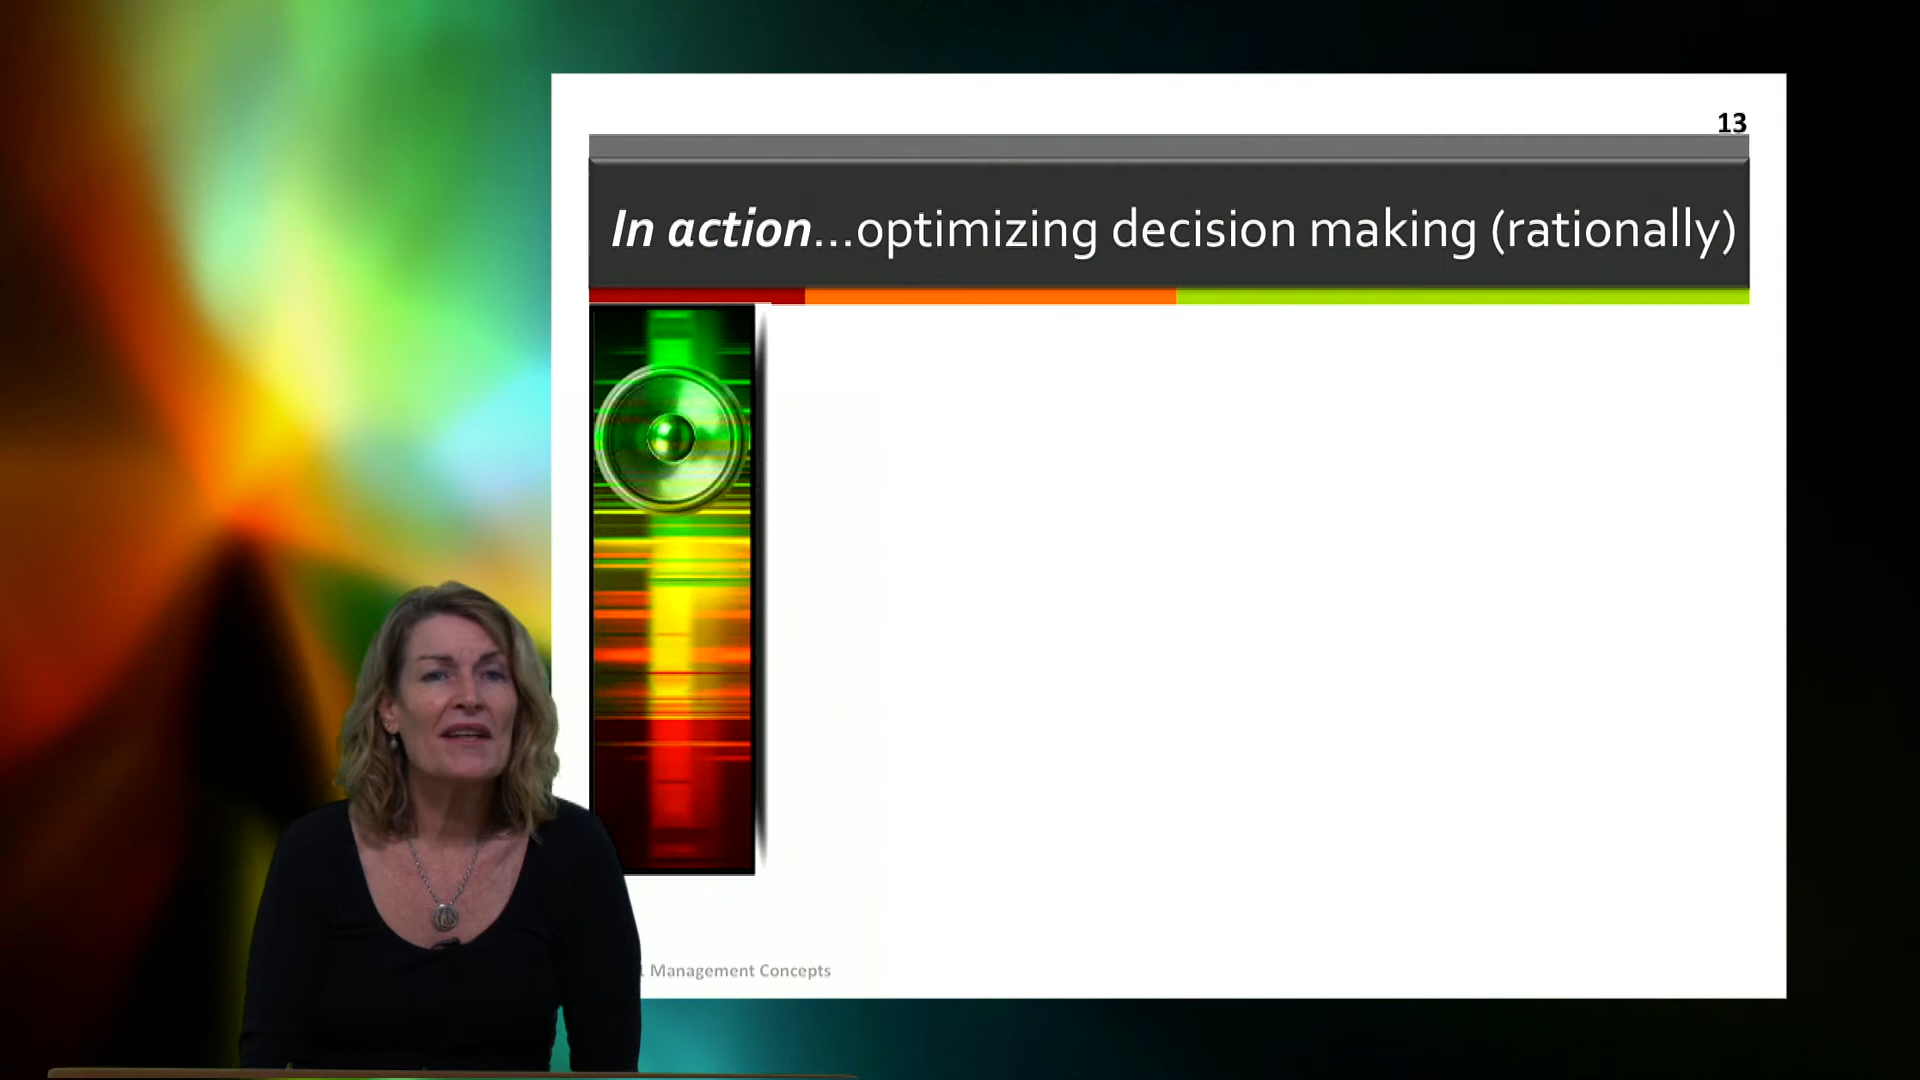 13
In action...optimizing decision making (rationally)
Management Concepts